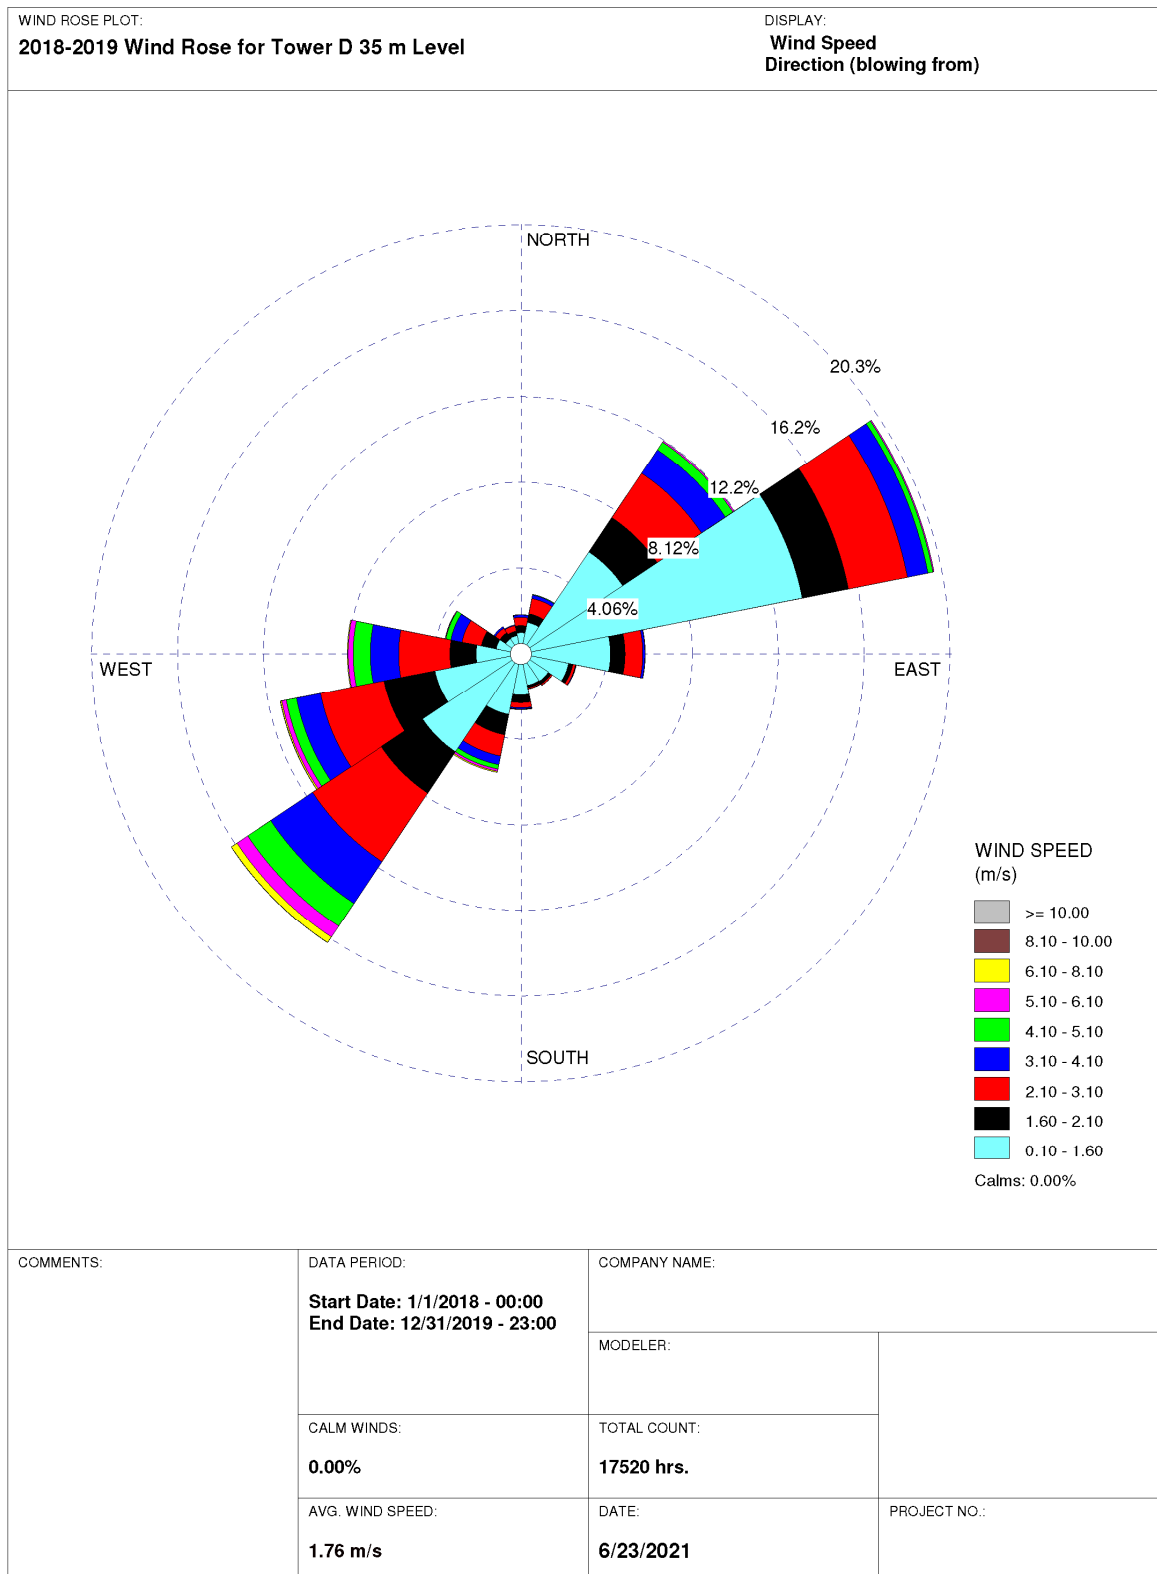 WIND ROSE PLOT:
2018-2019 Wind Rose for Tower D 35 m Level
DISPLAY:
Wind Speed
Direction (blowing from)
NORTH
20.3%
16.2%
12.2%
8.12%
4.06%
WEST
EAST
SOUTH
WIND SPEED
(m/s)
>= 10.00
8.10 - 10.00
6.10 - 8.10
5.10 - 6.10
4.10 - 5.10
3.10 - 4.10
2.10 - 3.10
1.60 - 2.10
0.10 - 1.60
Calms: 0.00%
COMMENTS:
DATA PERIOD:
Start Date: 1/1/2018 - 00:00
End Date: 12/31/2019 - 23:00
COMPANY NAME:
MODELER:
CALM WINDS:
0.00%
TOTAL COUNT:
17520 hrs.
AVG. WIND SPEED:
1.76 m/s
DATE:
6/23/2021
PROJECT NO.: